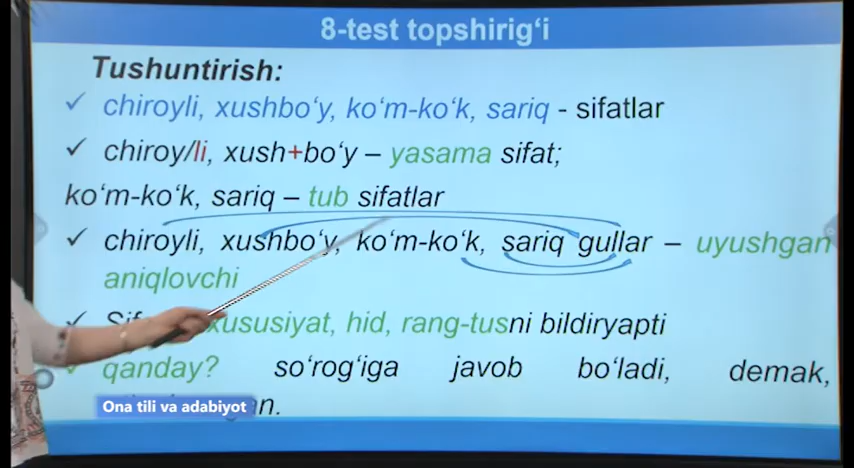 8-test topshirig‘i
Tushuntirish:
✓ chiroyli, xushbo‘y, ko‘m-ko‘k, sariq - sifatlar
✓ chiroy/li, xush+bo‘y – yasama sifat;
ko‘m-ko‘k, sariq – tub sifatlar
✓ chiroyli, xushbo‘y, ko‘m-ko‘k, sariq gullar – uyushgan
aniqlovchi
✓ xususiyat, hid, rang-tusni bildiryapti
✓ qanday? so‘rog‘iga javob bo‘ladi, demak,
Ona tili va adabiyot